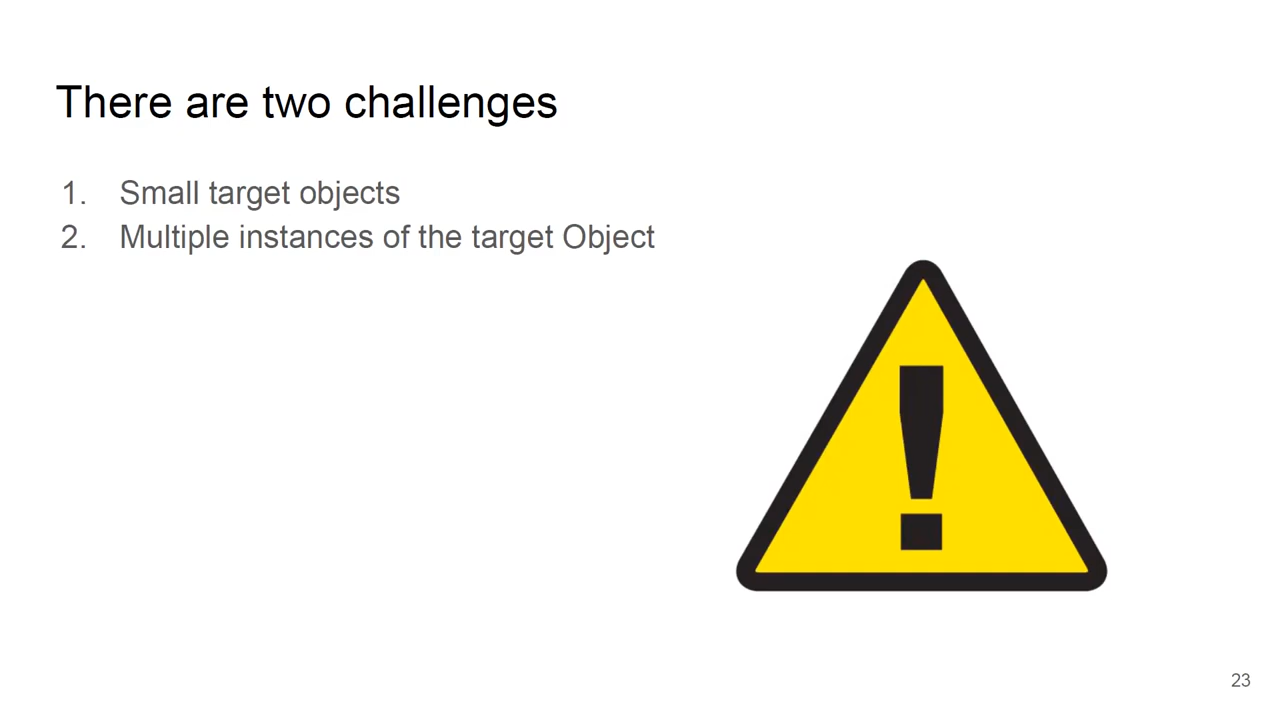 There are two challenges
1. Small target objects
2. Multiple instances of the target Object
!
23